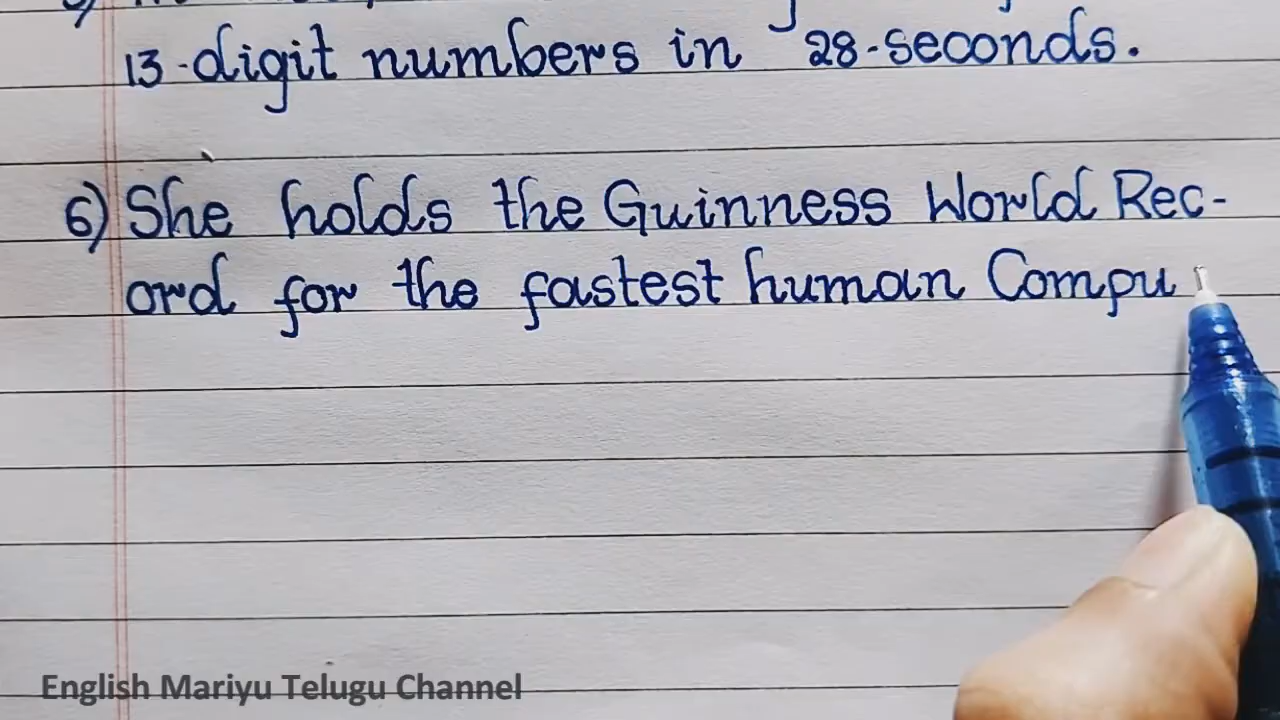 13-digit numbers in 28-seconds.
6) She holds the Guinness World Rec-
ord for the fastest human Compu
English Mariyu Telugu Channel